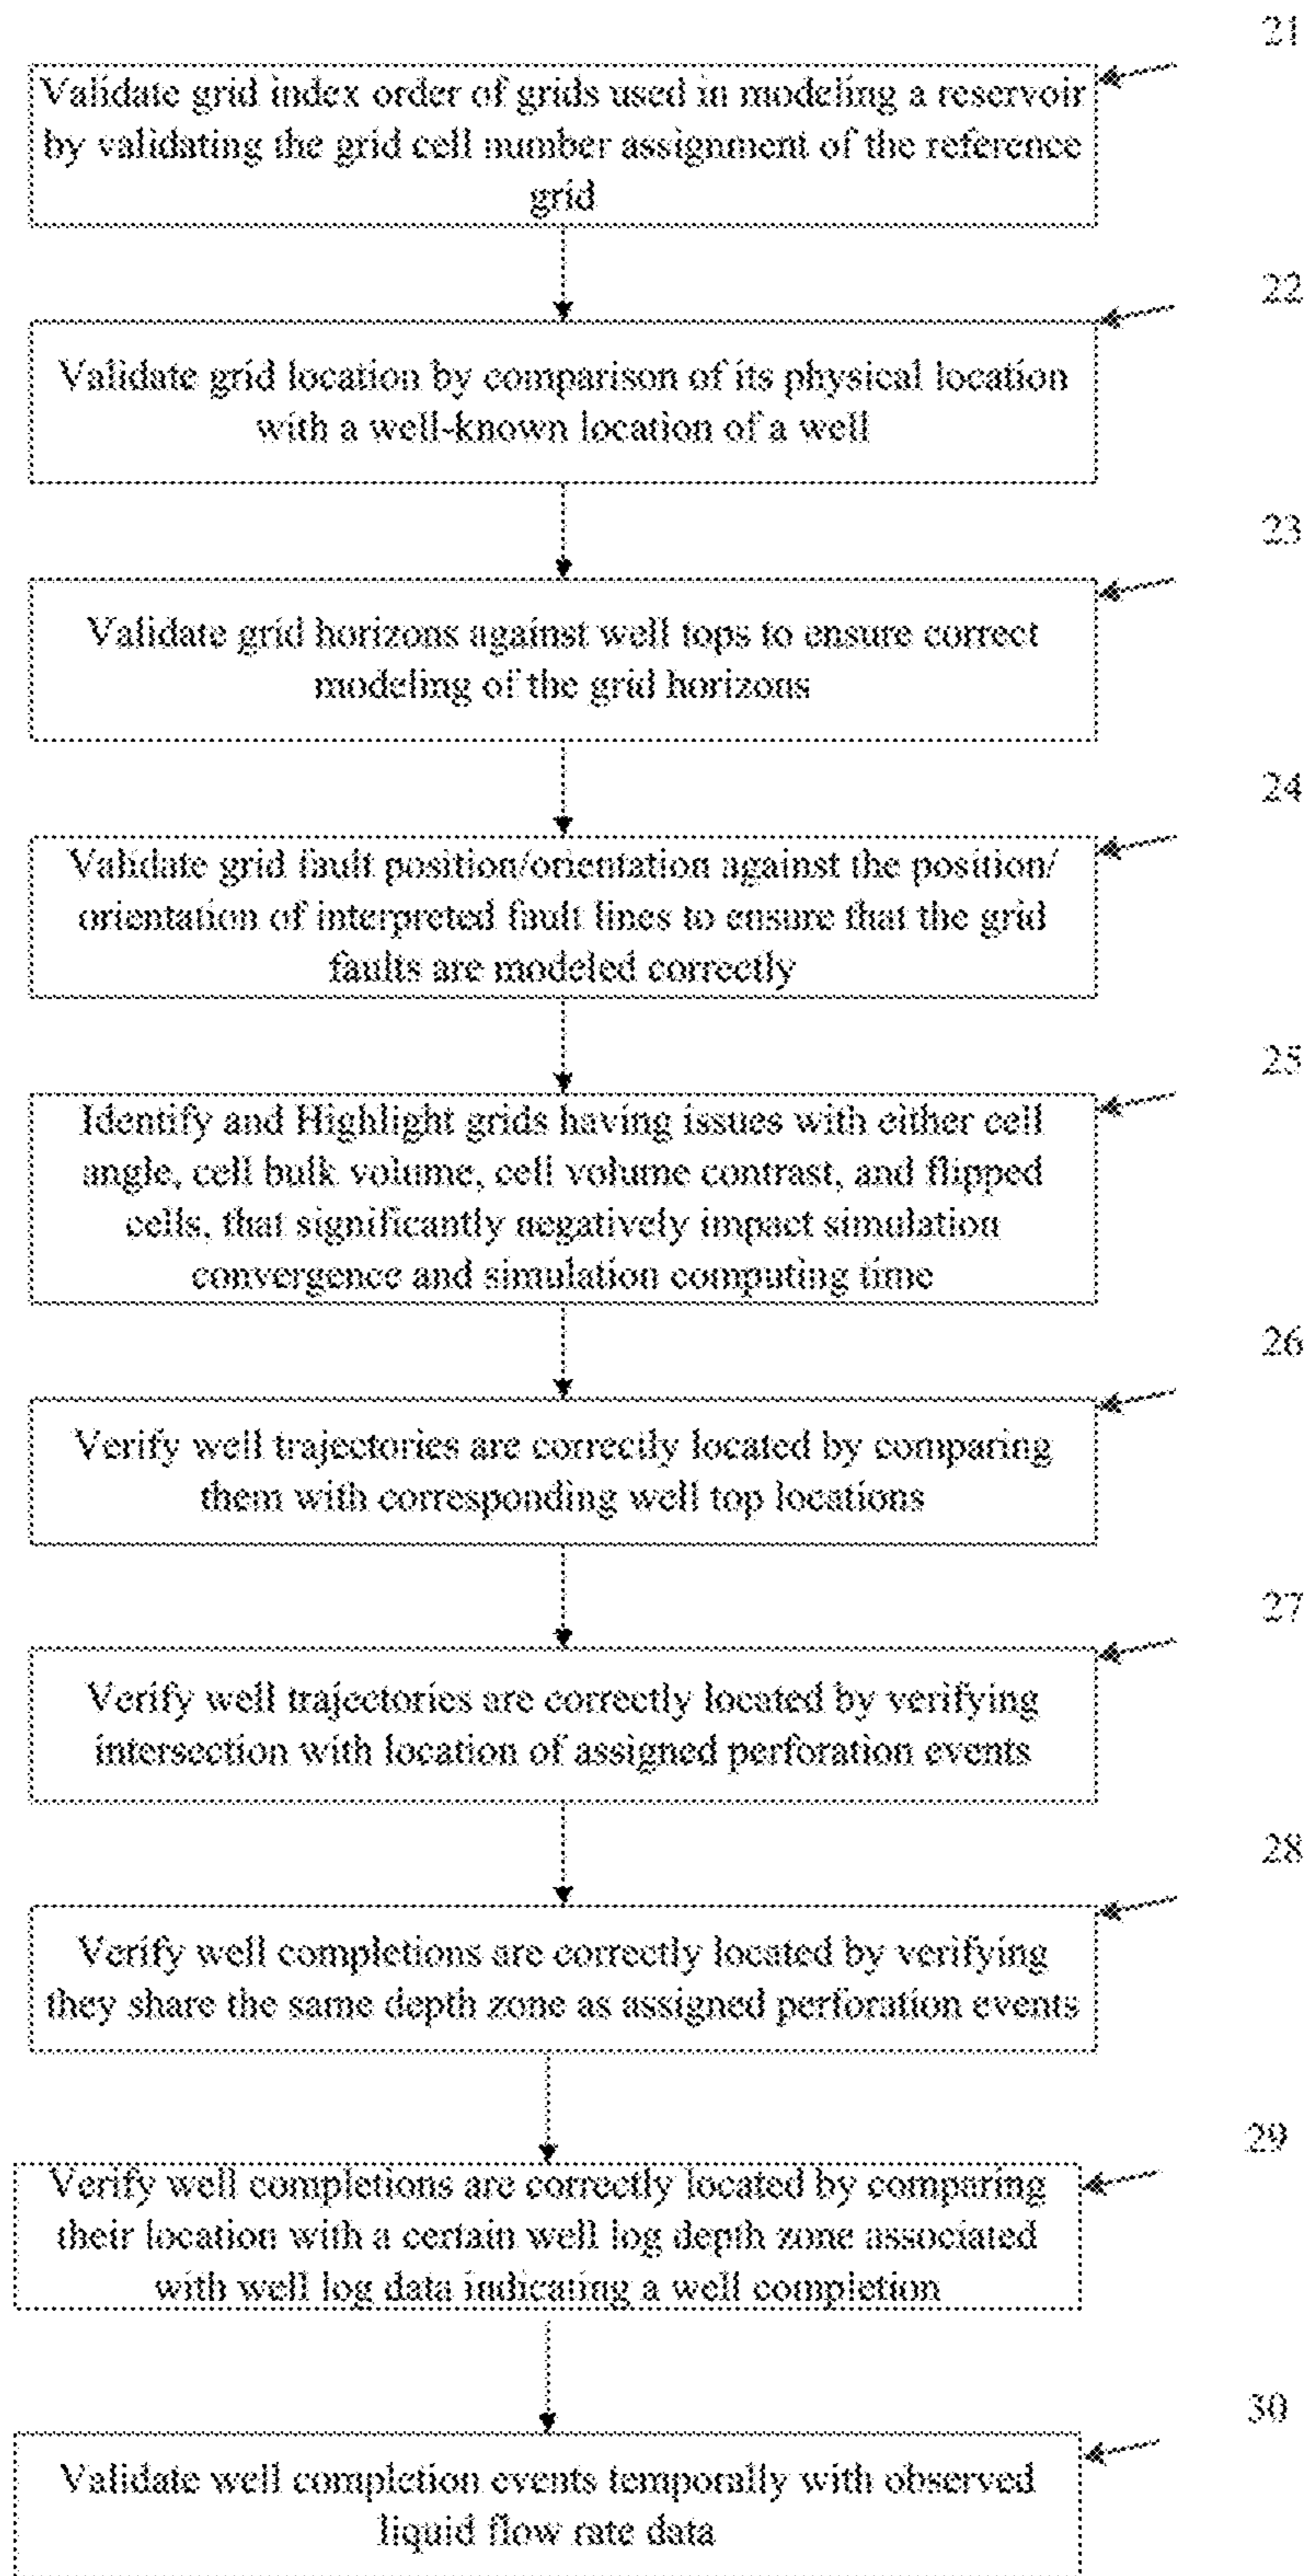 21
Validate grid index order of grids used in modeling a reservoir
by validating the grid cell number assignment of the reference
grid
22
Validate grid location by comparison of its physical location
with a well-known location of a well
23
Validate grid horizons against well tops to ensure correct
modeling of the grid horizons
24
Validate grid fault position/orientation against the position/
orientation of interpreted fault lines to ensure that the grid
faults are modeled correctly
25
Identify and Highlight grids having issues with either cell
angle, cell bulk volume, cell volume contrast, and flipped
cells, that significantly negatively impact simulation
convergence and simulation computing time
26
Verify well trajectories are correctly located by comparing
them with corresponding well top locations
27
Verify well trajectories are correctly located by verifying
intersection with location of assigned perforation events
28
Verify well completions are correctly located by verifying
they share the same depth zone as assigned perforation events
29
Verify well completions are correctly located by comparing
their location with a certain well log depth zone associated
with well log data indicating a well completion
30
Validate well completion events temporally with observed
liquid flow rate data